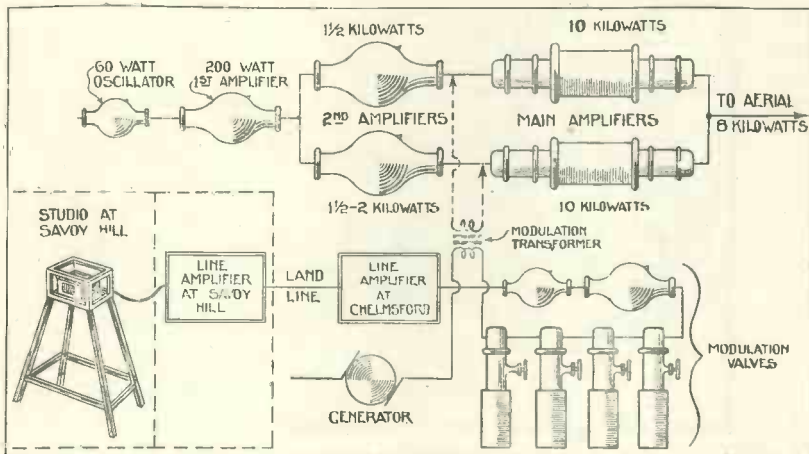 60 WATT
OSCILLATOR
200 WATT
1ST AMPLIFIER
1½ KILOWATTS
10 KILOWATTS
2ND AMPLIFIERS
MAIN AMPLIFIERS
TO AERIAL
8 KILOWATTS
1½-2 KILOWATTS
10 KILOWATTS
STUDIO AT
SAVOY HILL
LINE
AMPLIFIER
AT SAVOY
HILL
LAND
LINE
LINE
AMPLIFIER
AT
CHELMSFORD
MODULATION
TRANSFORMER
GENERATOR
MODULATION
VALVES